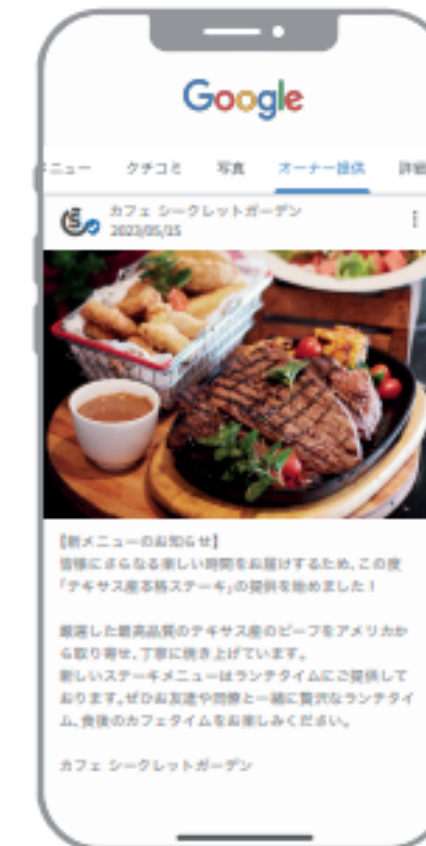 Google
ニュー クチコミ 写真 オーナー提供 詳細
カフェ シークレットガーデン
2023/05/15
【新メニューのお知らせ】
皆様にさらなる楽しい時間をお届けするため、この度
「テキサス産本格ステーキ」の提供を始めました！
厳選した最高品質のテキサス産のビーフをアメリカか
ら取り寄せ、丁寧に焼き上げています。
新しいステーキメニューはランチタイムにご提供して
おります。ぜひお友達や同僚と一緒に贅沢なランチタイ
ム、食後のカフェタイムをお楽しみください。
カフェ シークレットガーデン